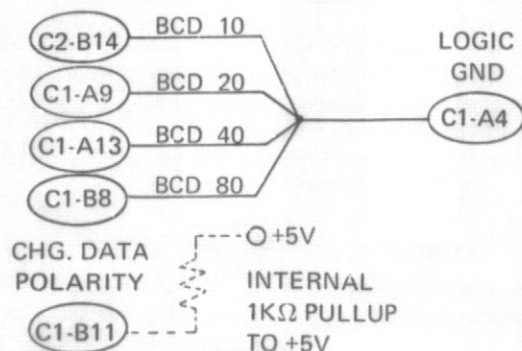 C2-B14 BCD 10
C1-A9 BCD 20
C1-A13 BCD 40
C1-B8 BCD 80
LOGIC
GND
C1-A4
CHG. DATA
POLARITY
C1-B11
+5V
INTERNAL
1KΩ PULLUP
TO +5V